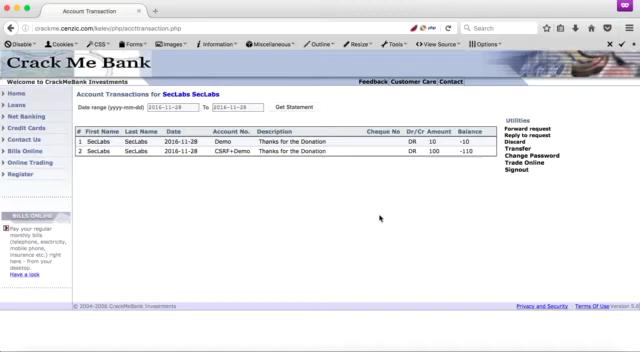 Account Transaction
crackme.cenzic.com/kelev/php/accttransaction.php
Search
Disable Cookies CSS Forms Images Information Miscellaneous Outline Resize Tools View Source Options
Crack Me Bank
Welcome to CrackMeBank Investments
Feedback Customer Care Contact
Home
Loans
Net Banking
Credit Cards
Contact Us
Bills Online
Online Trading
Register
BILLS ONLINE
Pay your regular
monthly bills
(telephone, electricity,
mobile phone,
insurance etc.) right
here - from your
desktop.
Have a look
Account Transactions for SecLabs SecLabs
Date range (yyyy-mm-dd) 2016-11-28 To 2016-11-28 Get Statement
# First Name Last Name Date Account No. Description Cheque No Dr/Cr Amount Balance
1 SecLabs SecLabs 2016-11-28 Demo Thanks for the Donation DR 10 -10
2 SecLabs SecLabs 2016-11-28 CSRF+Demo Thanks for the Donation DR 100 -110
Utilities
Forward request
Reply to request
Discard
Transfer
Change Password
Trade Online
Signout
© 2004-2006 CrackMeBank Investments
Privacy and Security Terms Of Use Version 5.0